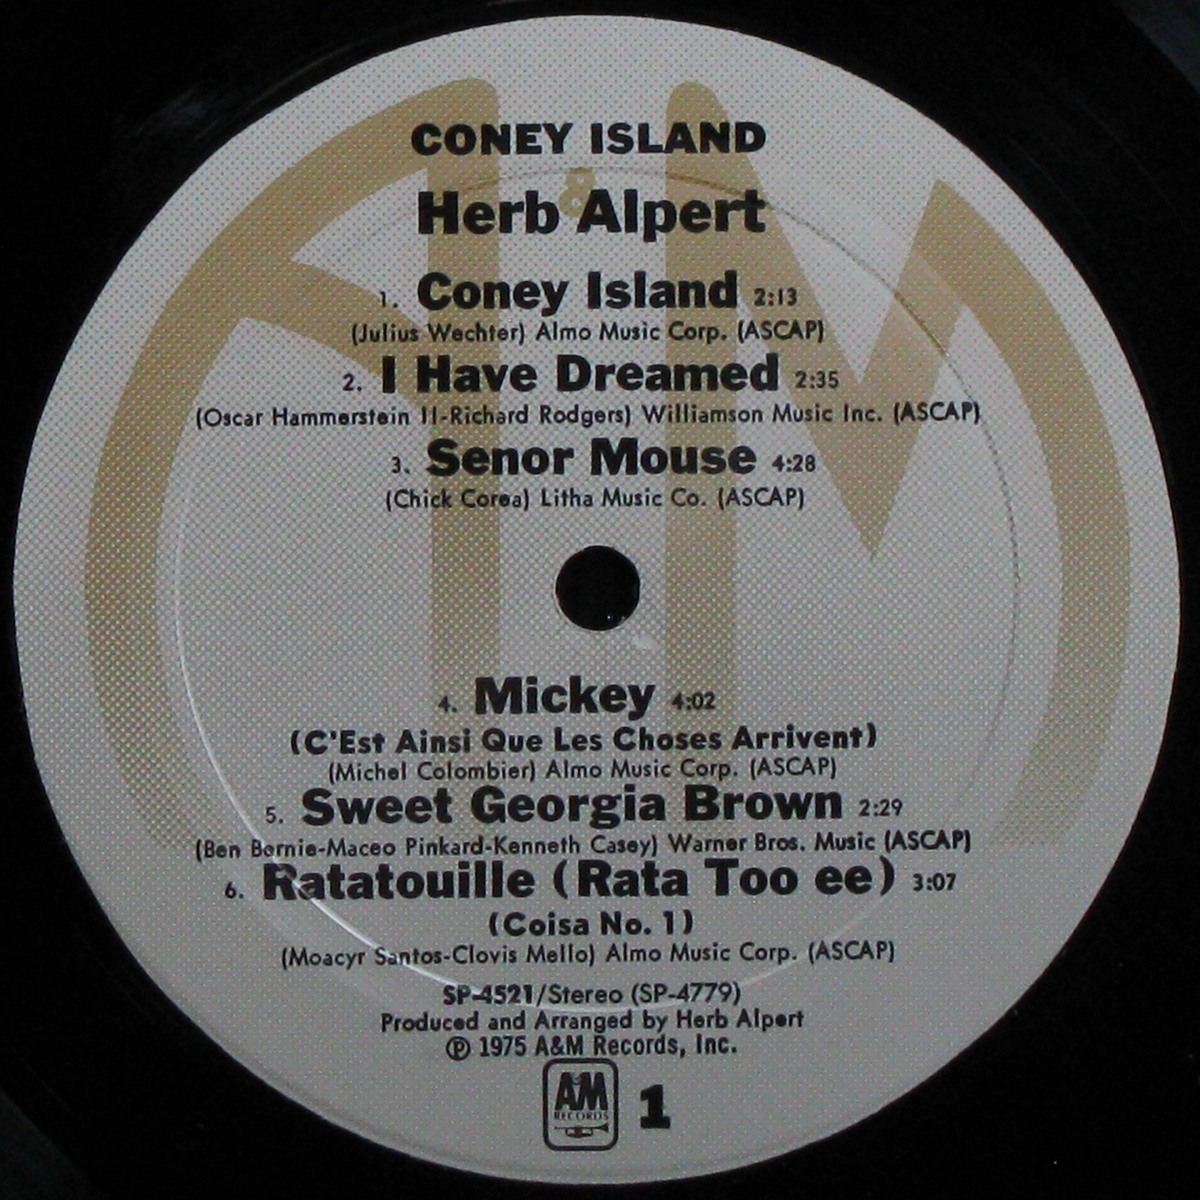 CONEY ISLAND
Herb Alpert
1. Coney Island 2:13
(Julius Wechter) Almo Music Corp. (ASCAP)
2. I Have Dreamed 2:35
(Oscar Hammerstein II-Richard Rodgers) Williamson Music Inc. (ASCAP)
3. Senor Mouse 4:28
(Chick Corea) Litha Music Co. (ASCAP)
4. Mickey 4:02
(C'Est Ainsi Que Les Choses Arrivent)
(Michel Colombier) Almo Music Corp. (ASCAP)
5. Sweet Georgia Brown 2:29
(Ben Bernie-Maceo Pinkard-Kenneth Casey) Warner Bros. Music (ASCAP)
6. Ratatouille (Rata Too ee) 3:07
(Coisa No. 1)
(Moacyr Santos-Clovis Mello) Almo Music Corp. (ASCAP)
SP-4521/Stereo (SP-4779)
Produced and Arranged by Herb Alpert
℗ 1975 A&M Records, Inc.
A&M RECORDS 1